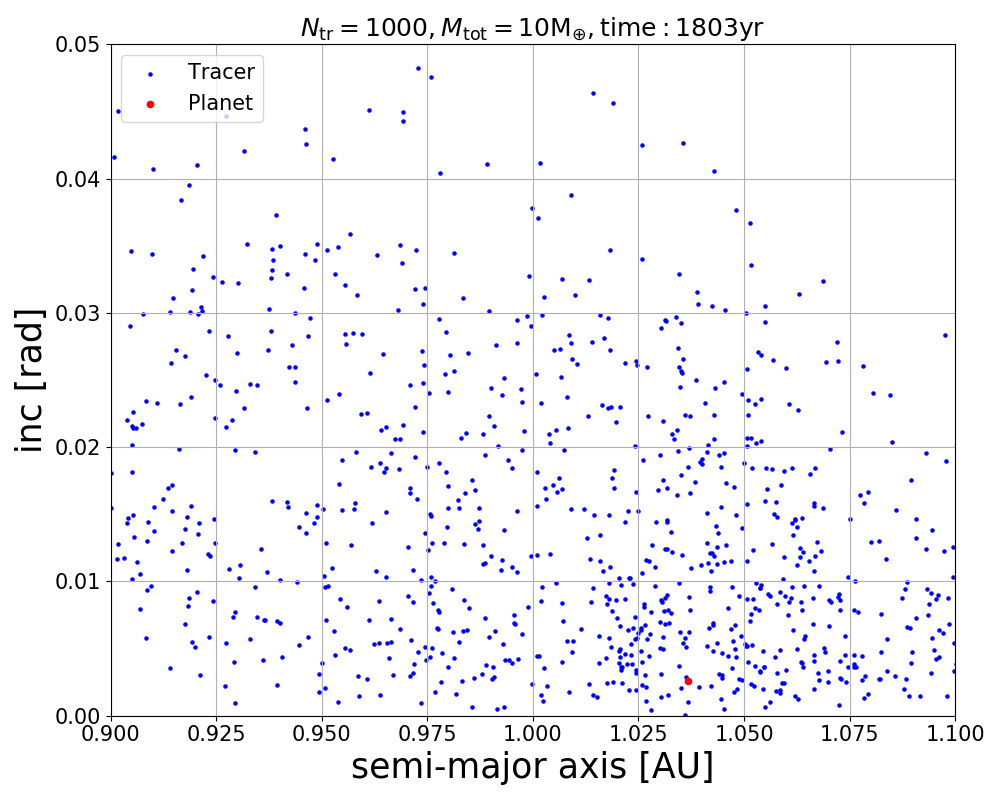 N_tr = 1000, M_tot = 10M_⊕, time : 1803yr
Tracer
Planet
inc [rad]
0.05
0.04
0.03
0.02
0.01
0.00
0.900 0.925 0.950 0.975 1.000 1.025 1.050 1.075 1.100
semi-major axis [AU]